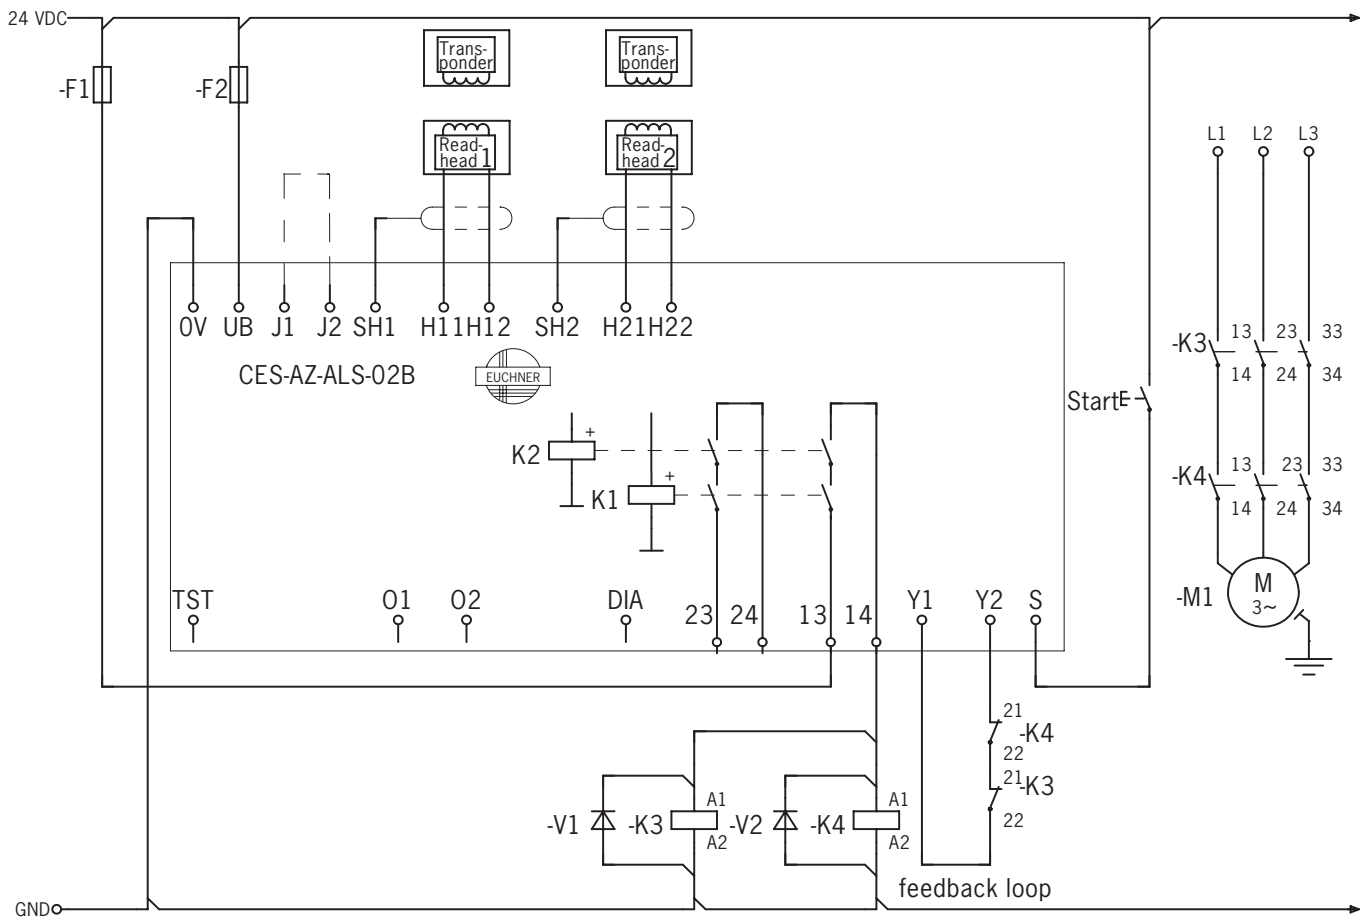 24 VDC
-F1
-F2
Trans-
ponder
Trans-
ponder
Read-
head 1
Read-
head 2
L1 L2 L3
0V UB J1 J2 SH1 H11 H12 SH2 H21 H22
CES-AZ-ALS-02B
EUCHNER
-K3 13 23 33
14 24 34
Start
K2 +
K1 +
-K4 13 23 33
14 24 34
-M1
M
3~
TST O1 O2 DIA 23 24 13 14 Y1 Y2 S
21
-K4
22
21
-K3
22
-V1 -K3 A1
A2
-V2 -K4 A1
A2
feedback loop
GND